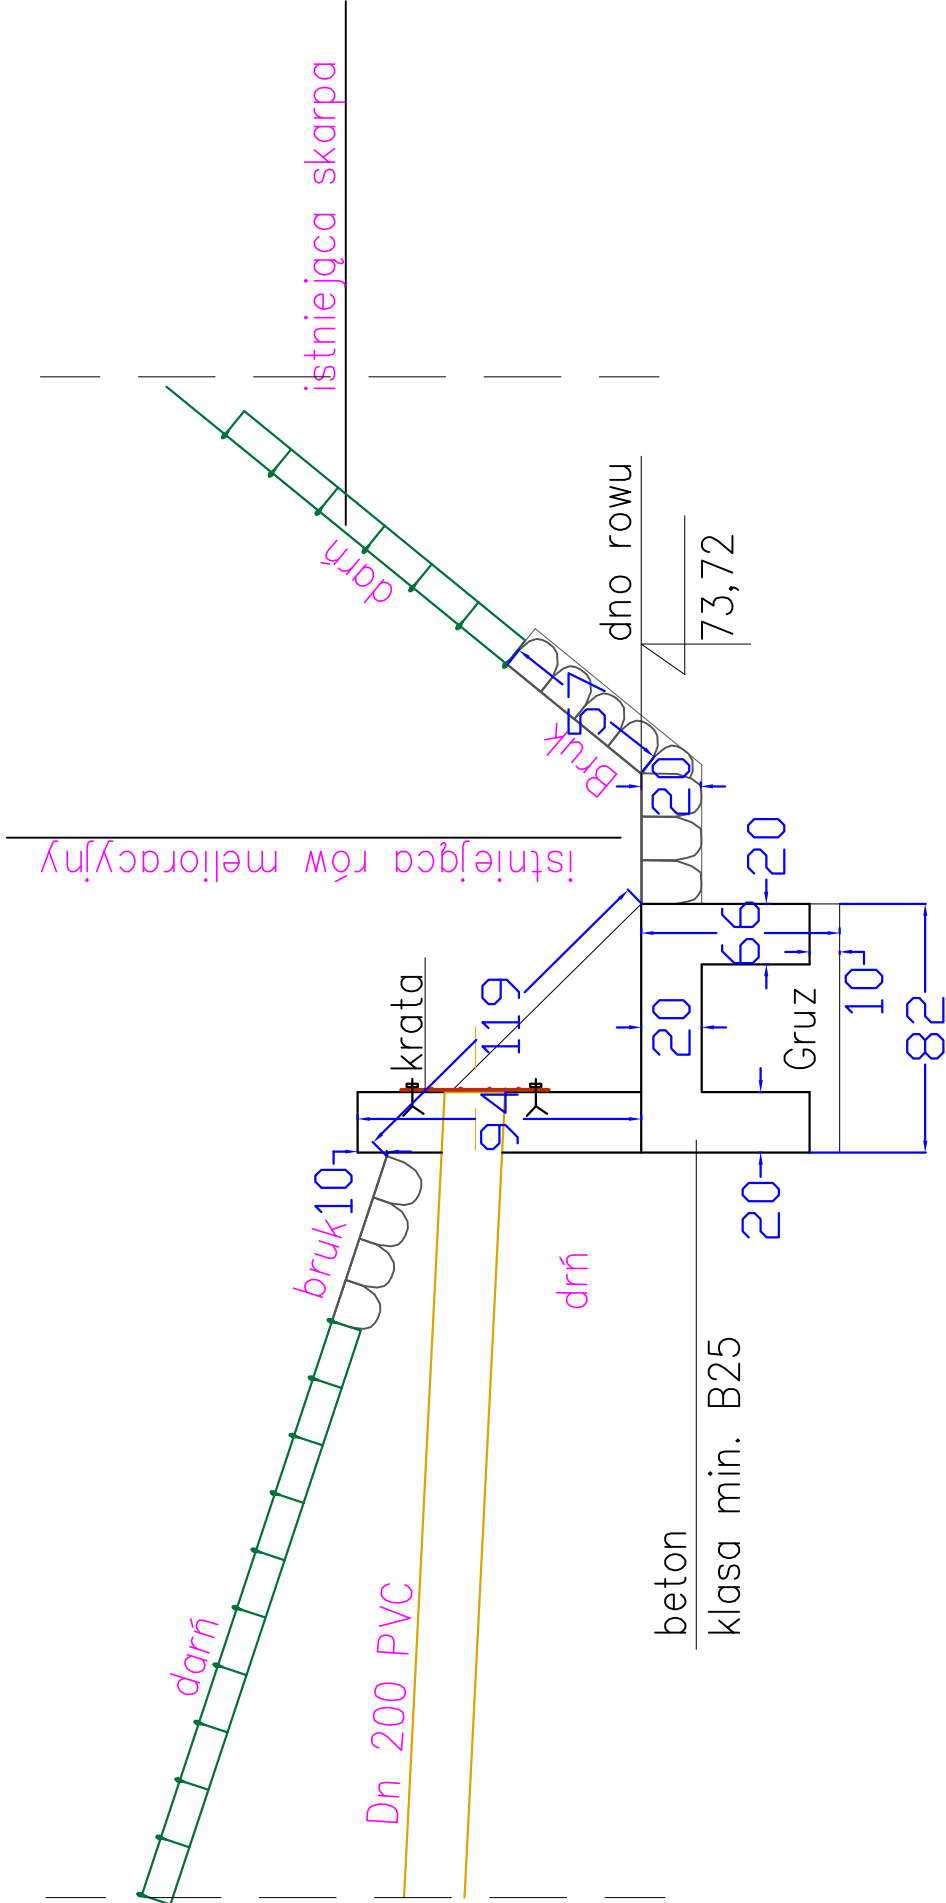 istniejąca skarpa
darń
dno rowu
73,72
75
Bruk
20
istniejąca rów melioracyjny
20
66
119
krata
20
Gruz
10
82
94
10
bruk
20
drń
beton
klasa min. B25
darń
Dn 200 PVC